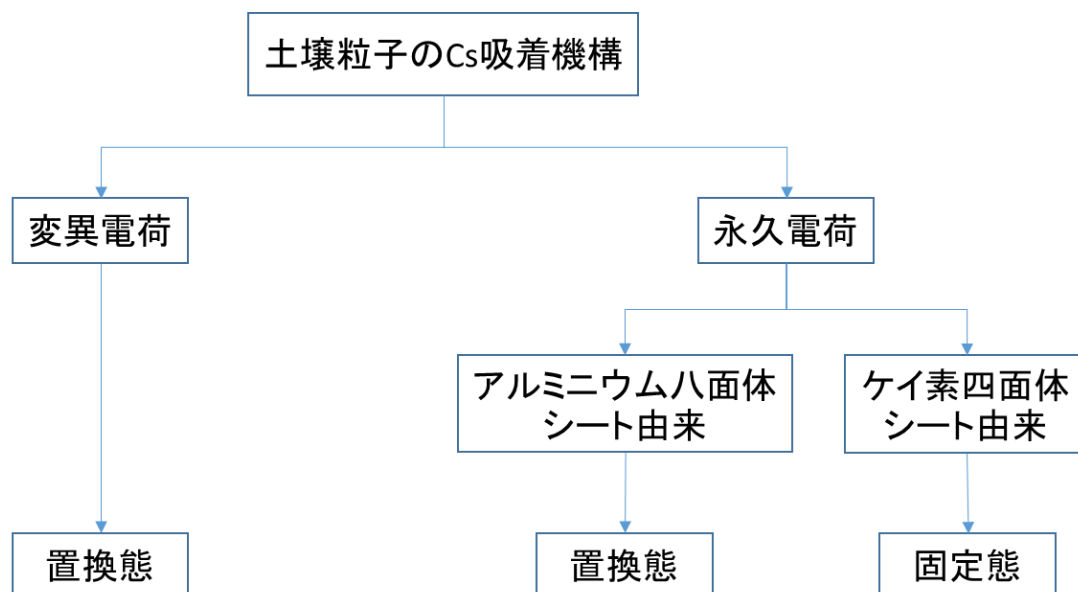 土壌粒子のCs吸着機構
変異電荷
永久電荷
アルミニウム八面体
シート由来
ケイ素四面体
シート由来
置換態
置換態
固定態